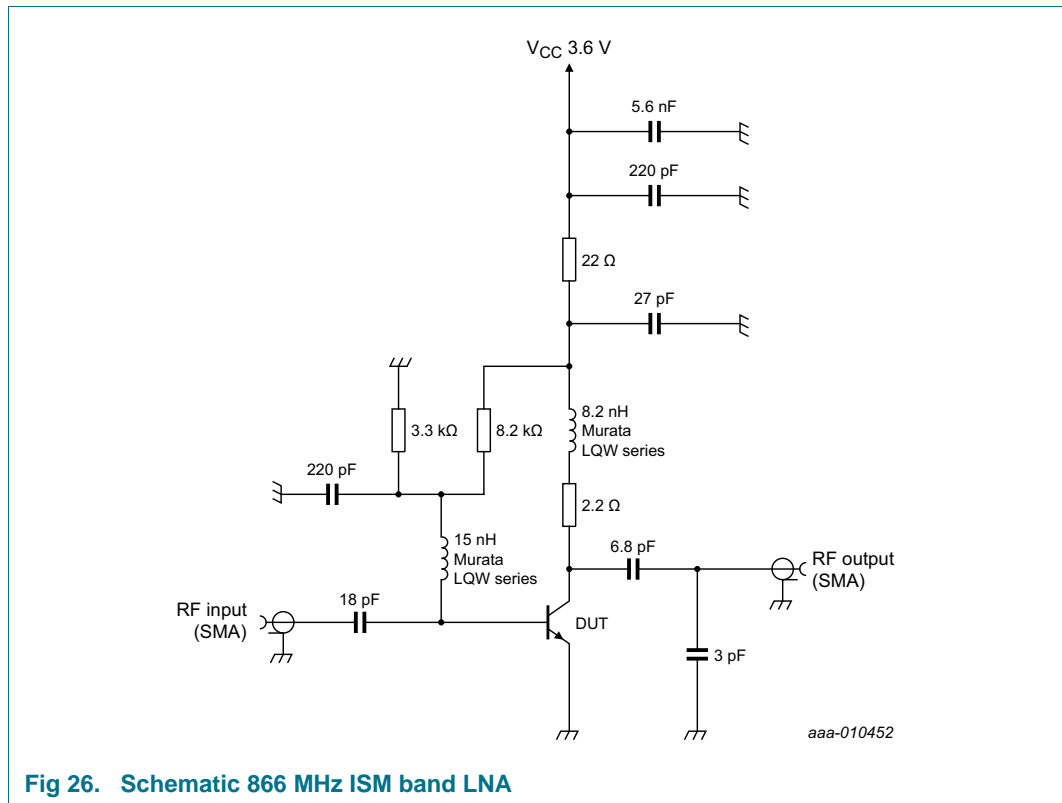 VCC 3.6 V
5.6 nF
220 pF
22 Ω
27 pF
3.3 kΩ
8.2 kΩ
8.2 nH
Murata
LQW series
220 pF
2.2 Ω
15 nH
Murata
LQW series
6.8 pF
RF output
(SMA)
18 pF
RF input
(SMA)
DUT
3 pF
aaa-010452
Fig 26. Schematic 866 MHz ISM band LNA